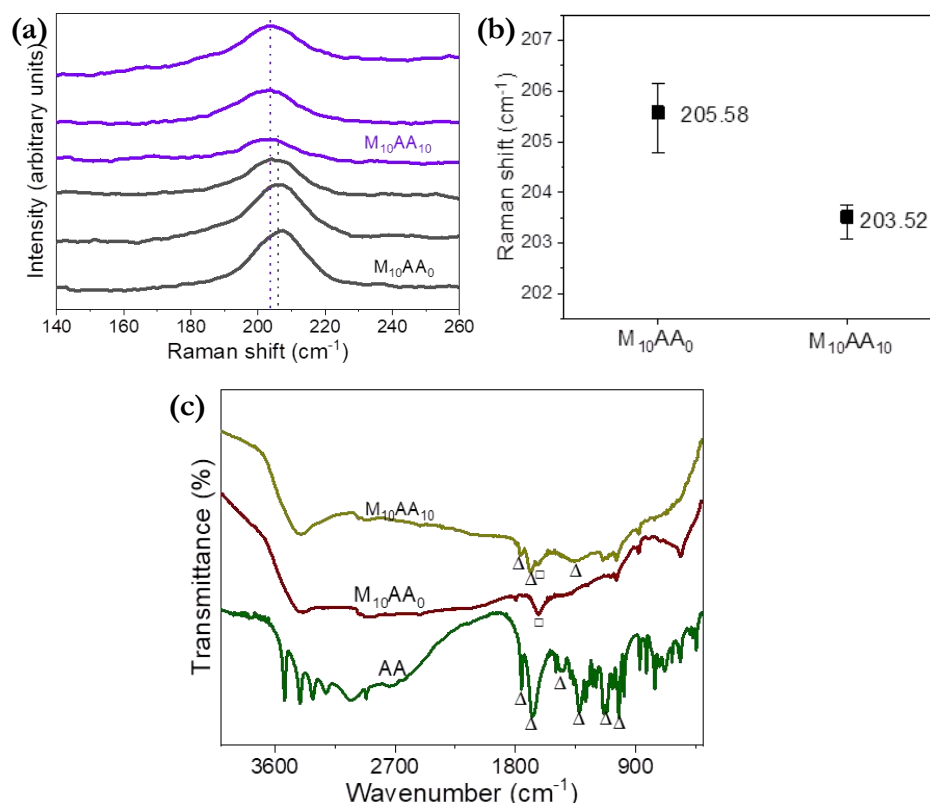 (a)
Intensity (arbitrary units)
M₁₀AA₁₀
M₁₀AA₀
140 160 180 200 220 240 260
Raman shift (cm⁻¹)
(b)
Raman shift (cm⁻¹)
207
206
205
204
203
202
205.58
203.52
M₁₀AA₀ M₁₀AA₁₀
(c)
Transmittance (%)
M₁₀AA₁₀
Δ Δ □ Δ
M₁₀AA₀
□
AA
Δ Δ Δ Δ Δ Δ
3600 2700 1800 900
Wavenumber (cm⁻¹)